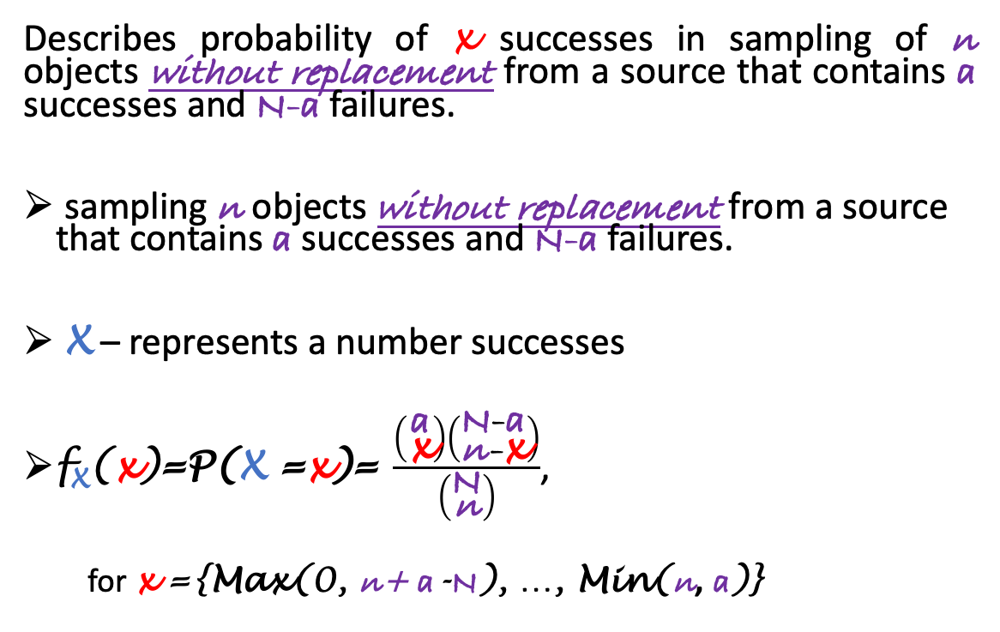 Describes probability of x successes in sampling of n
objects without replacement from a source that contains a
successes and N-a failures.
➢ sampling n objects without replacement from a source
that contains a successes and N-a failures.
➢ X – represents a number successes
➢ fₓ(x)=P(X =x)= \frac{\binom{a}{x}\binom{N-a}{n-x}}{\binom{N}{n}},
for x={Max(0, n+ a -N), ..., Min(n, a)}